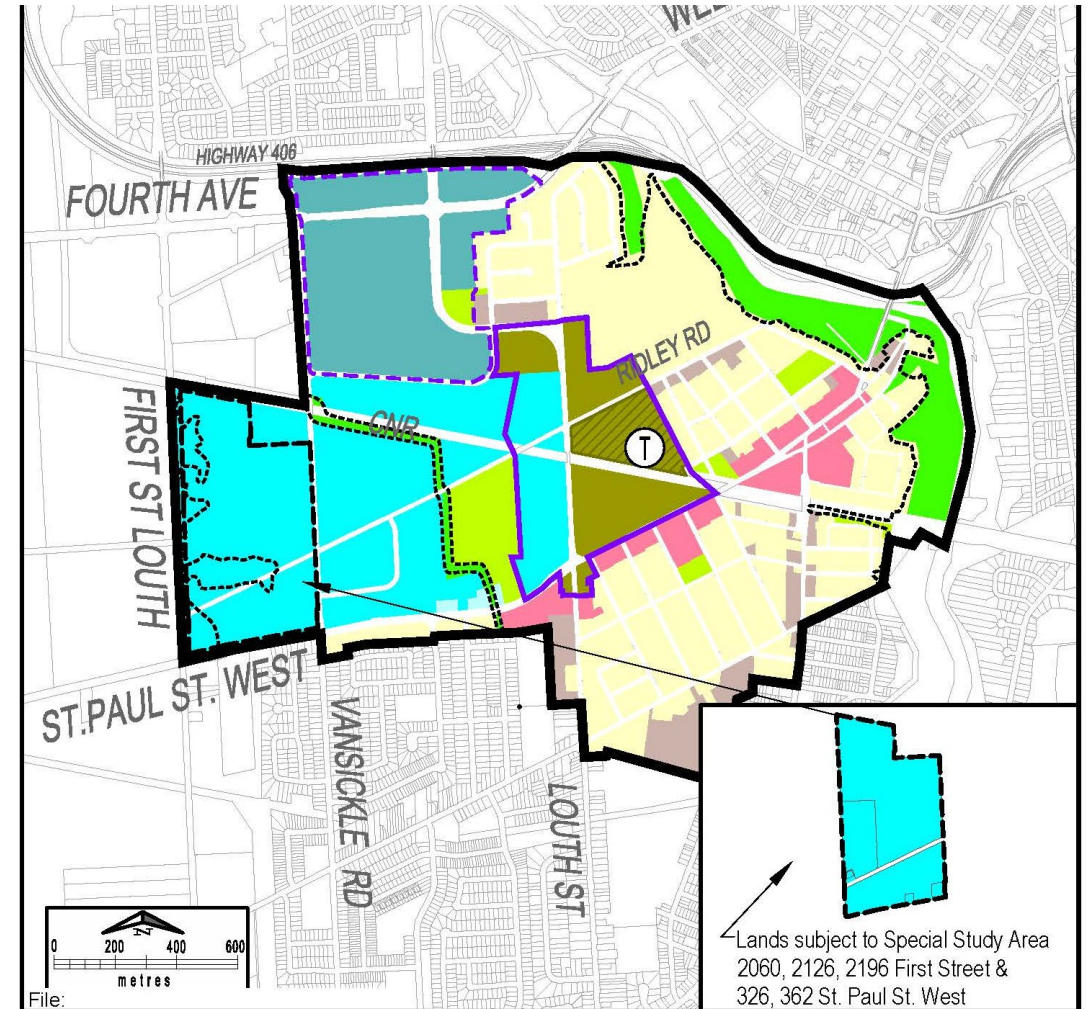 WEL
HIGHWAY 406
FOURTH AVE
RIDLEY RD
CNR
T
FIRST ST LOUTH
ST.PAUL ST. WEST
VANSICKLE RD
LOUTH ST
N
0 200 400 600
metres
File:
Lands subject to Special Study Area
2060, 2126, 2196 First Street &
326, 362 St. Paul St. West